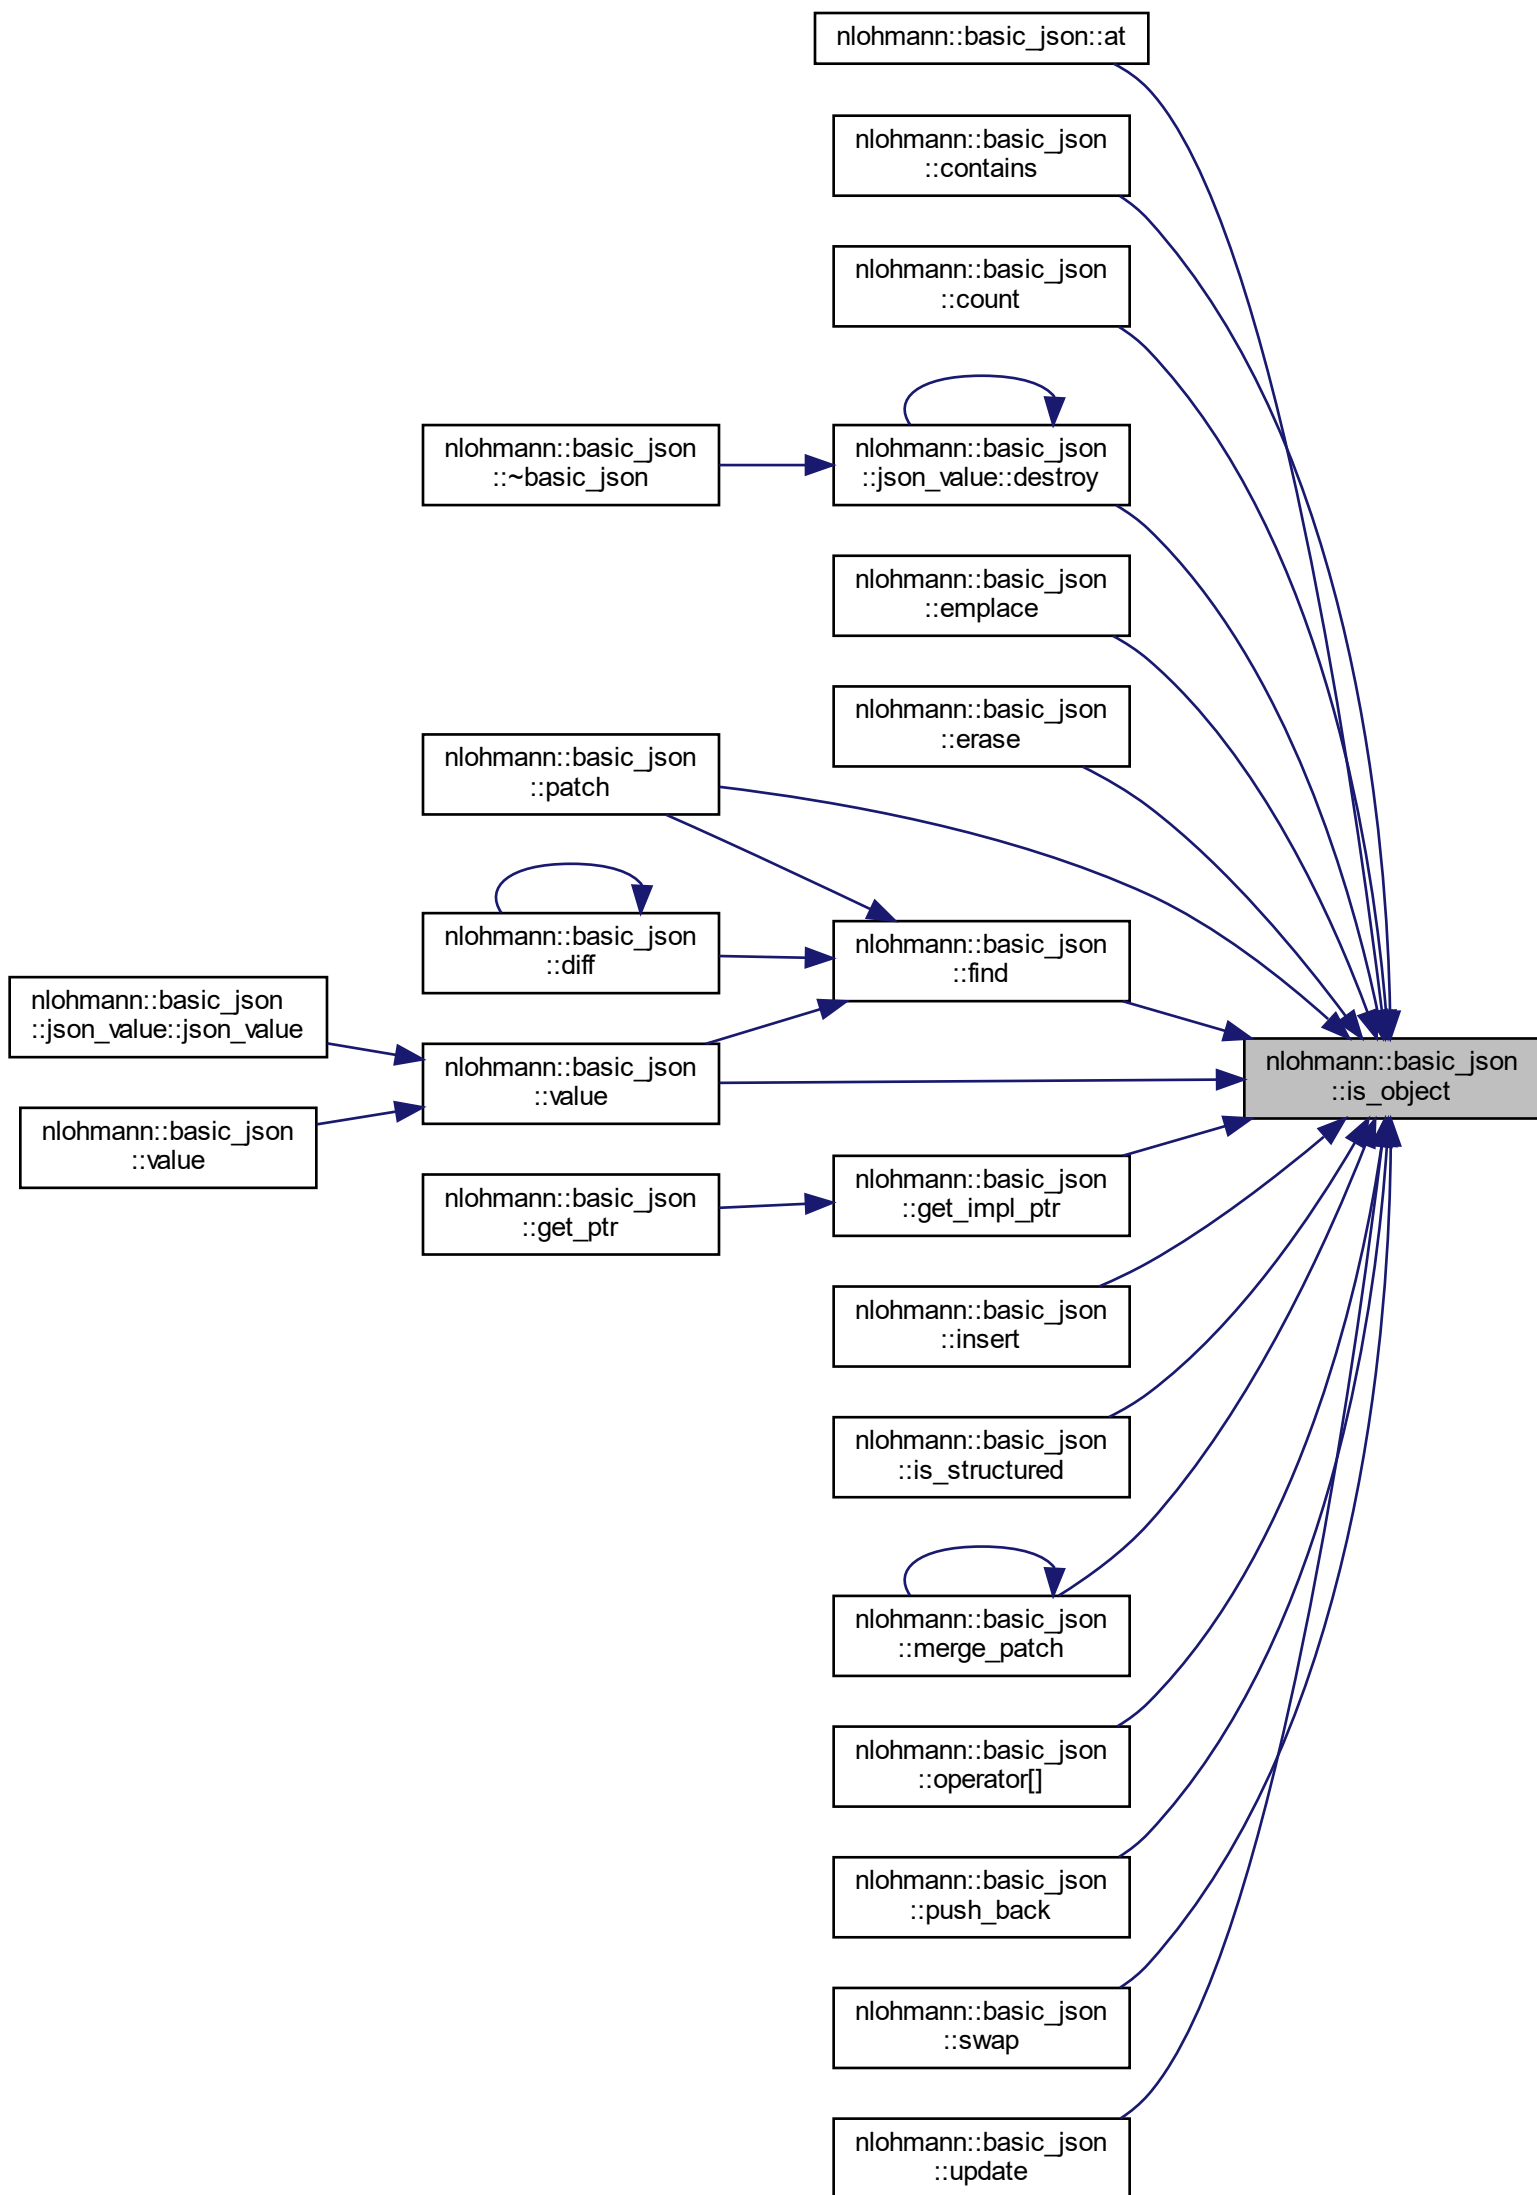 nlohmann::basic_json::at
nlohmann::basic_json
::contains
nlohmann::basic_json
::count
nlohmann::basic_json
::~basic_json
nlohmann::basic_json
::json_value::destroy
nlohmann::basic_json
::emplace
nlohmann::basic_json
::erase
nlohmann::basic_json
::patch
nlohmann::basic_json
::diff
nlohmann::basic_json
::find
nlohmann::basic_json
::json_value::json_value
nlohmann::basic_json
::value
nlohmann::basic_json
::is_object
nlohmann::basic_json
::value
nlohmann::basic_json
::get_ptr
nlohmann::basic_json
::get_impl_ptr
nlohmann::basic_json
::insert
nlohmann::basic_json
::is_structured
nlohmann::basic_json
::merge_patch
nlohmann::basic_json
::operator[]
nlohmann::basic_json
::push_back
nlohmann::basic_json
::swap
nlohmann::basic_json
::update